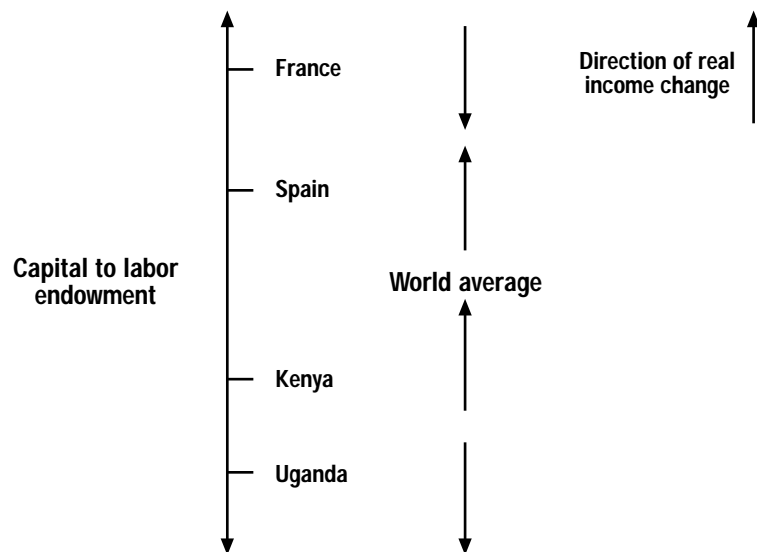 France
Direction of real
income change
Spain
Capital to labor
endowment
World average
Kenya
Uganda